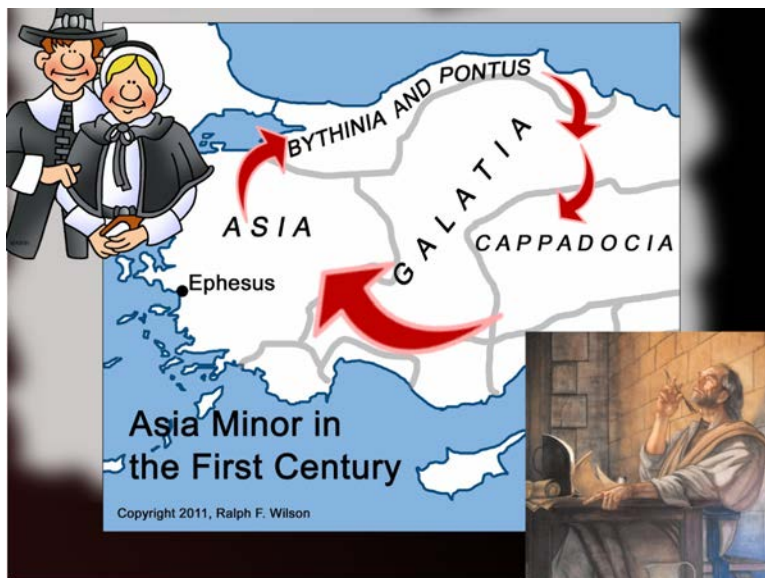 BYTHINIA AND PONTUS
GALATIA
ASIA
CAPPADOCIA
Ephesus
Asia Minor in
the First Century
Copyright 2011, Ralph F. Wilson